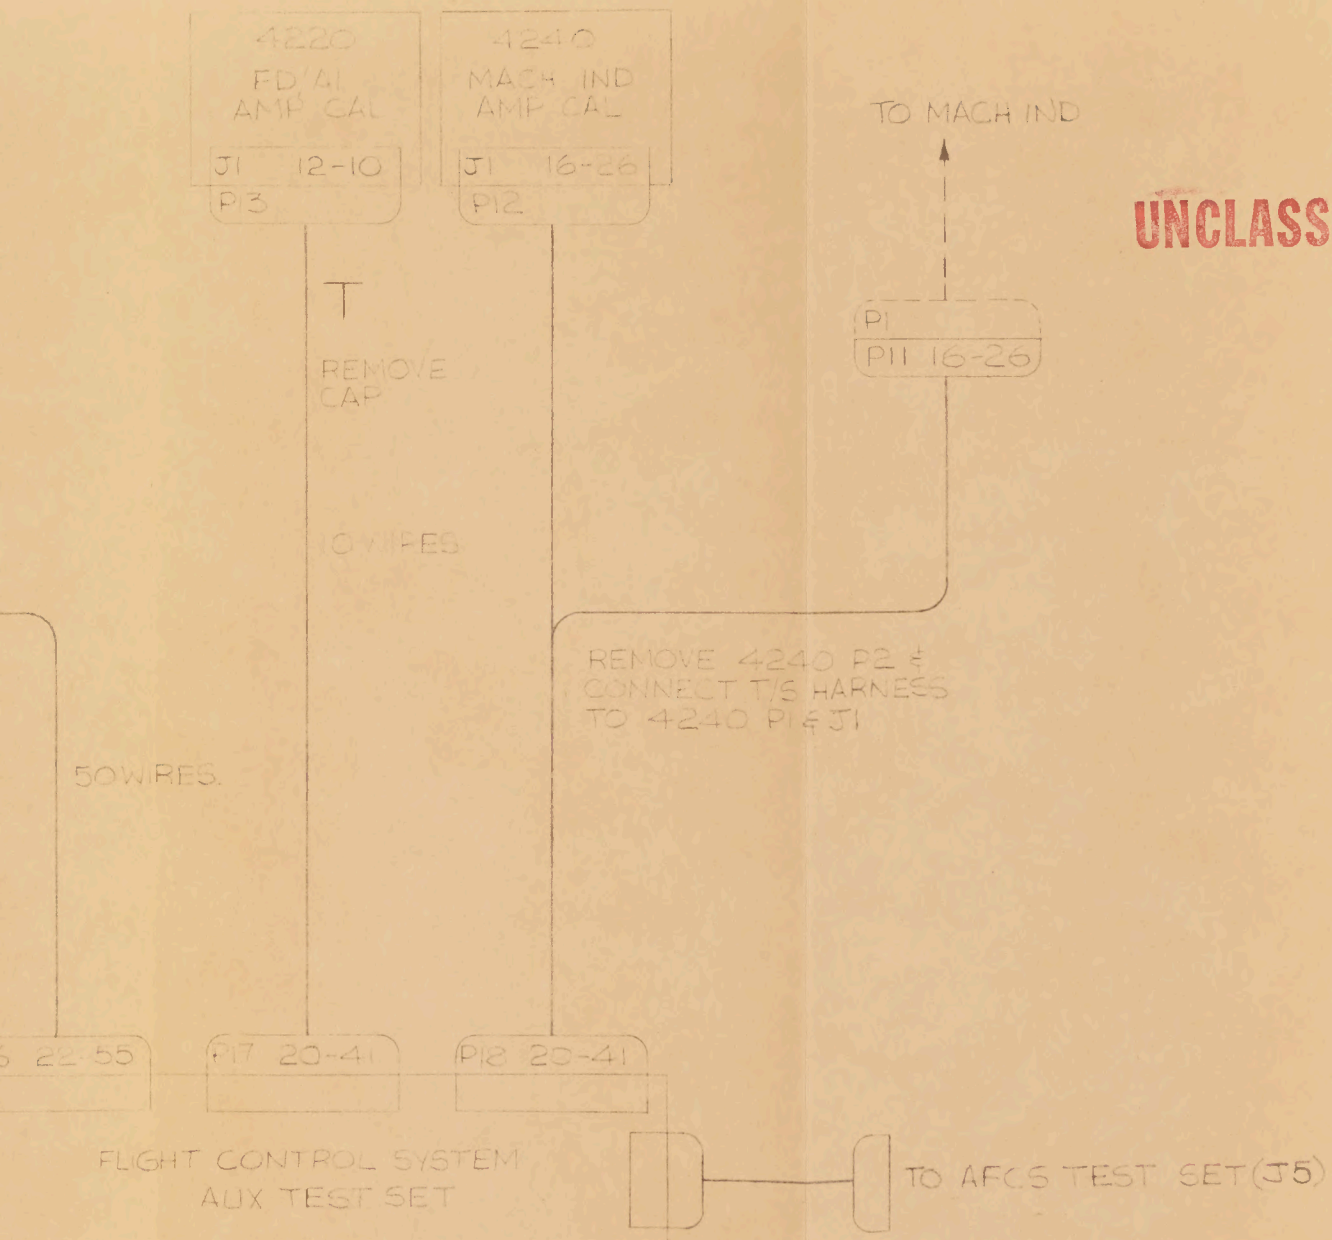 4220
FD/AI
AMP CAL
J1 12-10
P13
4240
MACH IND
AMP CAL
J1 16-26
P12
TO MACH IND
UNCLASS
P1
P11 16-26
T
REMOVE
CAP
10 WIRES
REMOVE 4240 P2 &
CONNECT T/S HARNESS
TO 4240 P1 & J1
50 WIRES.
22-55
P17 20-41
P18 20-41
FLIGHT CONTROL SYSTEM
AUX TEST SET
TO AFCS TEST SET (J5)